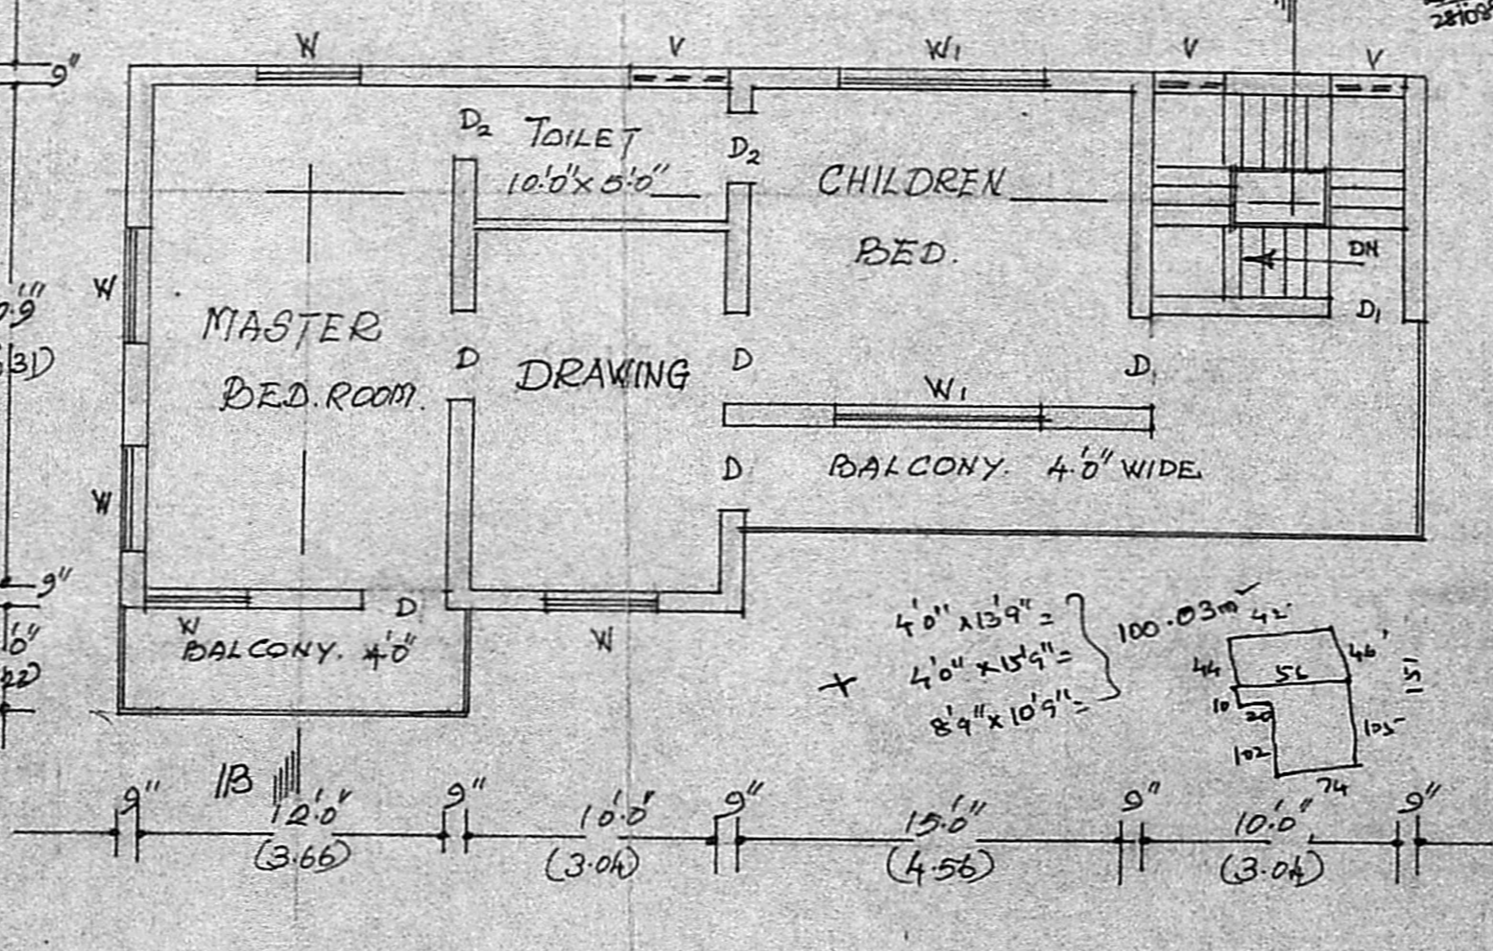 9"
W
V
W1
V
V
D2
TOILET
10'.0" x 5'.0"
D2
CHILDREN
BED.
DN
D1
W
MASTER
BED.ROOM.
D
DRAWING
D
D
W1
W
D
BALCONY. 4'.0" WIDE
9"
W
D
W
BALCONY. 4'0"
4'0" x 13'9" =
+ 4'0" x 15'9" =
8'9" x 10'9" =
100.03m²
42'
46'
44
56
10
20
102
105
74
9"
12'.0"
(3.66)
9"
10'.0"
(3.04)
9"
15'.0"
(4.56)
9"
10'.0"
(3.04)
9"